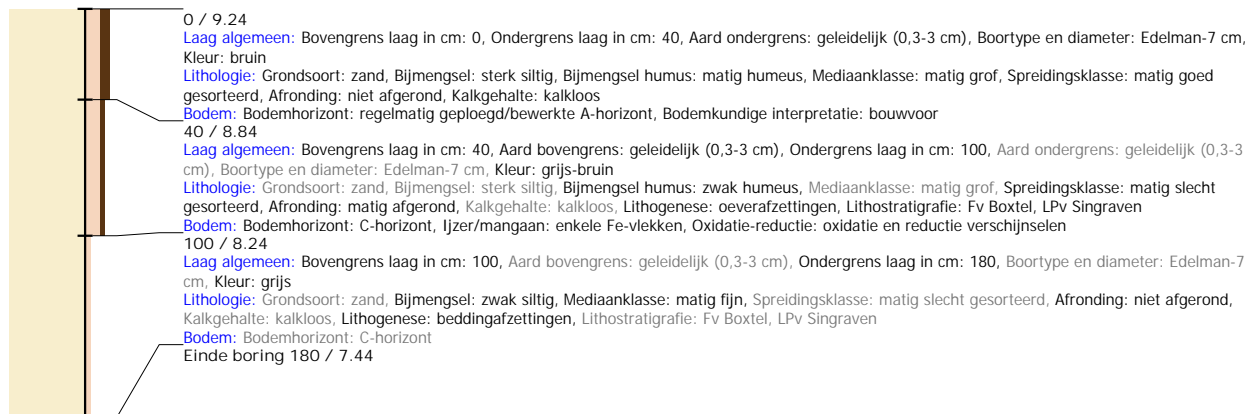 0 / 9.24
Laag algemeen: Bovengrens laag in cm: 0, Ondergrens laag in cm: 40, Aard ondergrens: geleidelijk (0,3-3 cm), Boortype en diameter: Edelman-7 cm,
Kleur: bruin
Lithologie: Grondsoort: zand, Bijmengsel: sterk siltig, Bijmengsel humus: matig humeus, Mediaanklasse: matig grof, Spreidingsklasse: matig goed
gesorteerd, Afronding: niet afgerond, Kalkgehalte: kalkloos
Bodem: Bodemhorizont: regelmatig geploegd/bewerkte A-horizont, Bodemkundige interpretatie: bouwvoor
40 / 8.84
Laag algemeen: Bovengrens laag in cm: 40, Aard bovengrens: geleidelijk (0,3-3 cm), Ondergrens laag in cm: 100, Aard ondergrens: geleidelijk (0,3-3
cm), Boortype en diameter: Edelman-7 cm, Kleur: grijs-bruin
Lithologie: Grondsoort: zand, Bijmengsel: sterk siltig, Bijmengsel humus: zwak humeus, Mediaanklasse: matig grof, Spreidingsklasse: matig slecht
gesorteerd, Afronding: matig afgerond, Kalkgehalte: kalkloos, Lithogenese: oeverafzettingen, Lithostratigrafie: Fv Boxtel, LPv Singraven
Bodem: Bodemhorizont: C-horizont, Ijzer/mangaan: enkele Fe-vlekken, Oxidatie-reductie: oxidatie en reductie verschijnselen
100 / 8.24
Laag algemeen: Bovengrens laag in cm: 100, Aard bovengrens: geleidelijk (0,3-3 cm), Ondergrens laag in cm: 180, Boortype en diameter: Edelman-7
cm, Kleur: grijs
Lithologie: Grondsoort: zand, Bijmengsel: zwak siltig, Mediaanklasse: matig fijn, Spreidingsklasse: matig slecht gesorteerd, Afronding: niet afgerond,
Kalkgehalte: kalkloos, Lithogenese: beddingafzettingen, Lithostratigrafie: Fv Boxtel, LPv Singraven
Bodem: Bodemhorizont: C-horizont
Einde boring 180 / 7.44